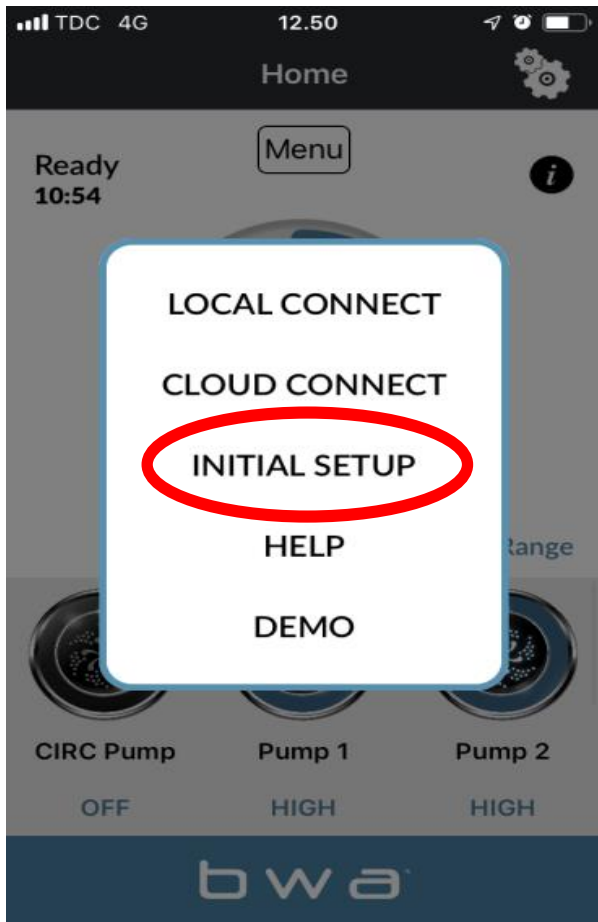 TDC 4G 12.50
Home
Menu
Ready
10:54
i
LOCAL CONNECT
CLOUD CONNECT
INITIAL SETUP
HELP
Range
DEMO
CIRC Pump Pump 1 Pump 2
OFF HIGH HIGH
bwa